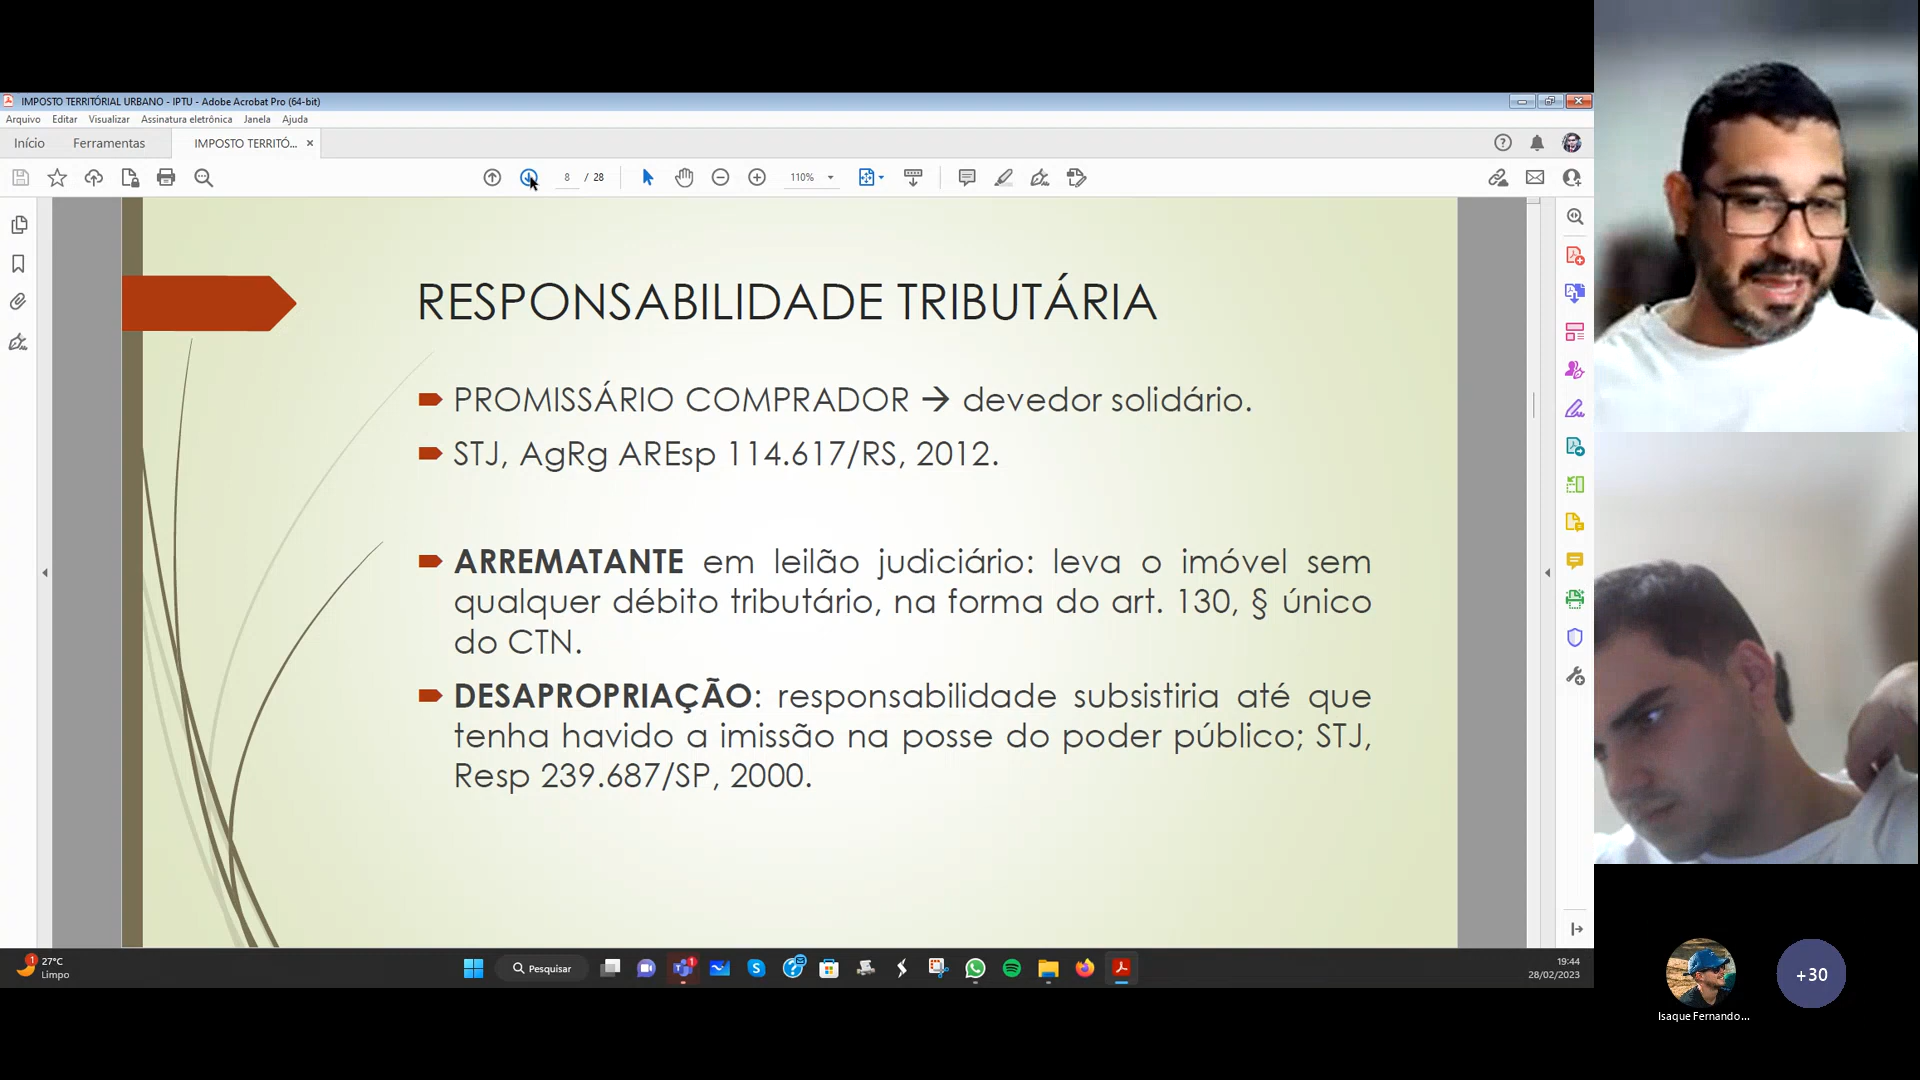 IMPOSTO TERRITÓRIAL URBANO - IPTU - Adobe Acrobat Pro (64-bit)
Arquivo Editar Visualizar Assinatura eletrônica Janela Ajuda
Início Ferramentas IMPOSTO TERRITÓ... ×
8 / 28 110%
RESPONSABILIDADE TRIBUTÁRIA
PROMISSÁRIO COMPRADOR → devedor solidário.
STJ, AgRg AREsp 114.617/RS, 2012.
ARREMATANTE em leilão judiciário: leva o imóvel sem
qualquer débito tributário, na forma do art. 130, § único
do CTN.
DESAPROPRIAÇÃO: responsabilidade subsistiria até que
tenha havido a imissão na posse do poder público; STJ,
Resp 239.687/SP, 2000.
1 27°C
Limpo
Pesquisar
1
19:44
28/02/2023
+30
Isaque Fernando...